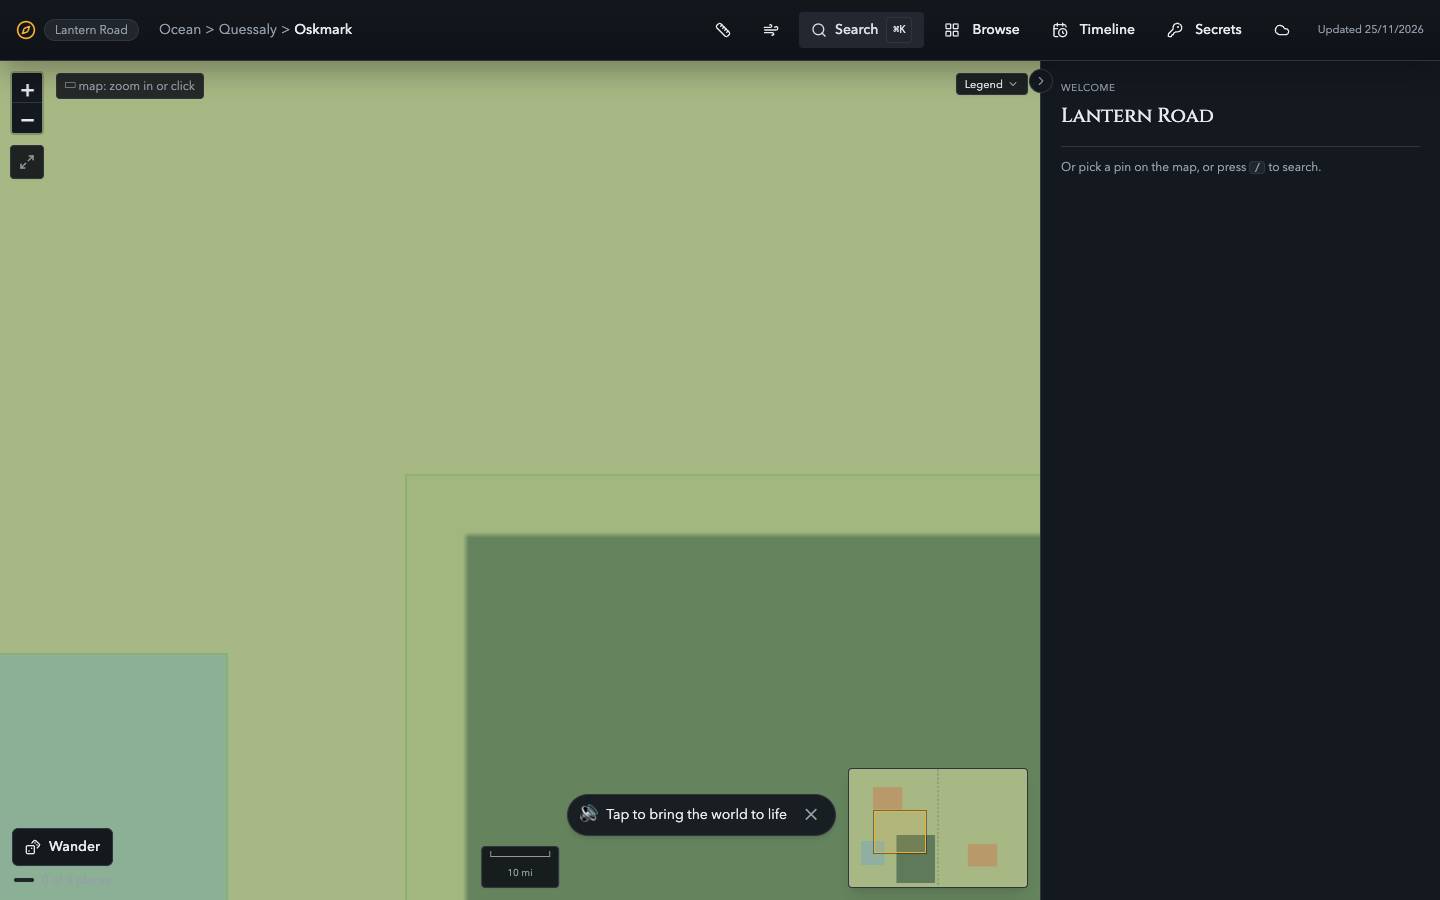 Lantern Road
Ocean > Quessaly > Oskmark
Search ⌘K
Browse
Timeline
Secrets
Updated 25/11/2026
map: zoom in or click
Legend
WELCOME
LANTERN ROAD
Or pick a pin on the map, or press / to search.
Tap to bring the world to life
Wander
10 mi